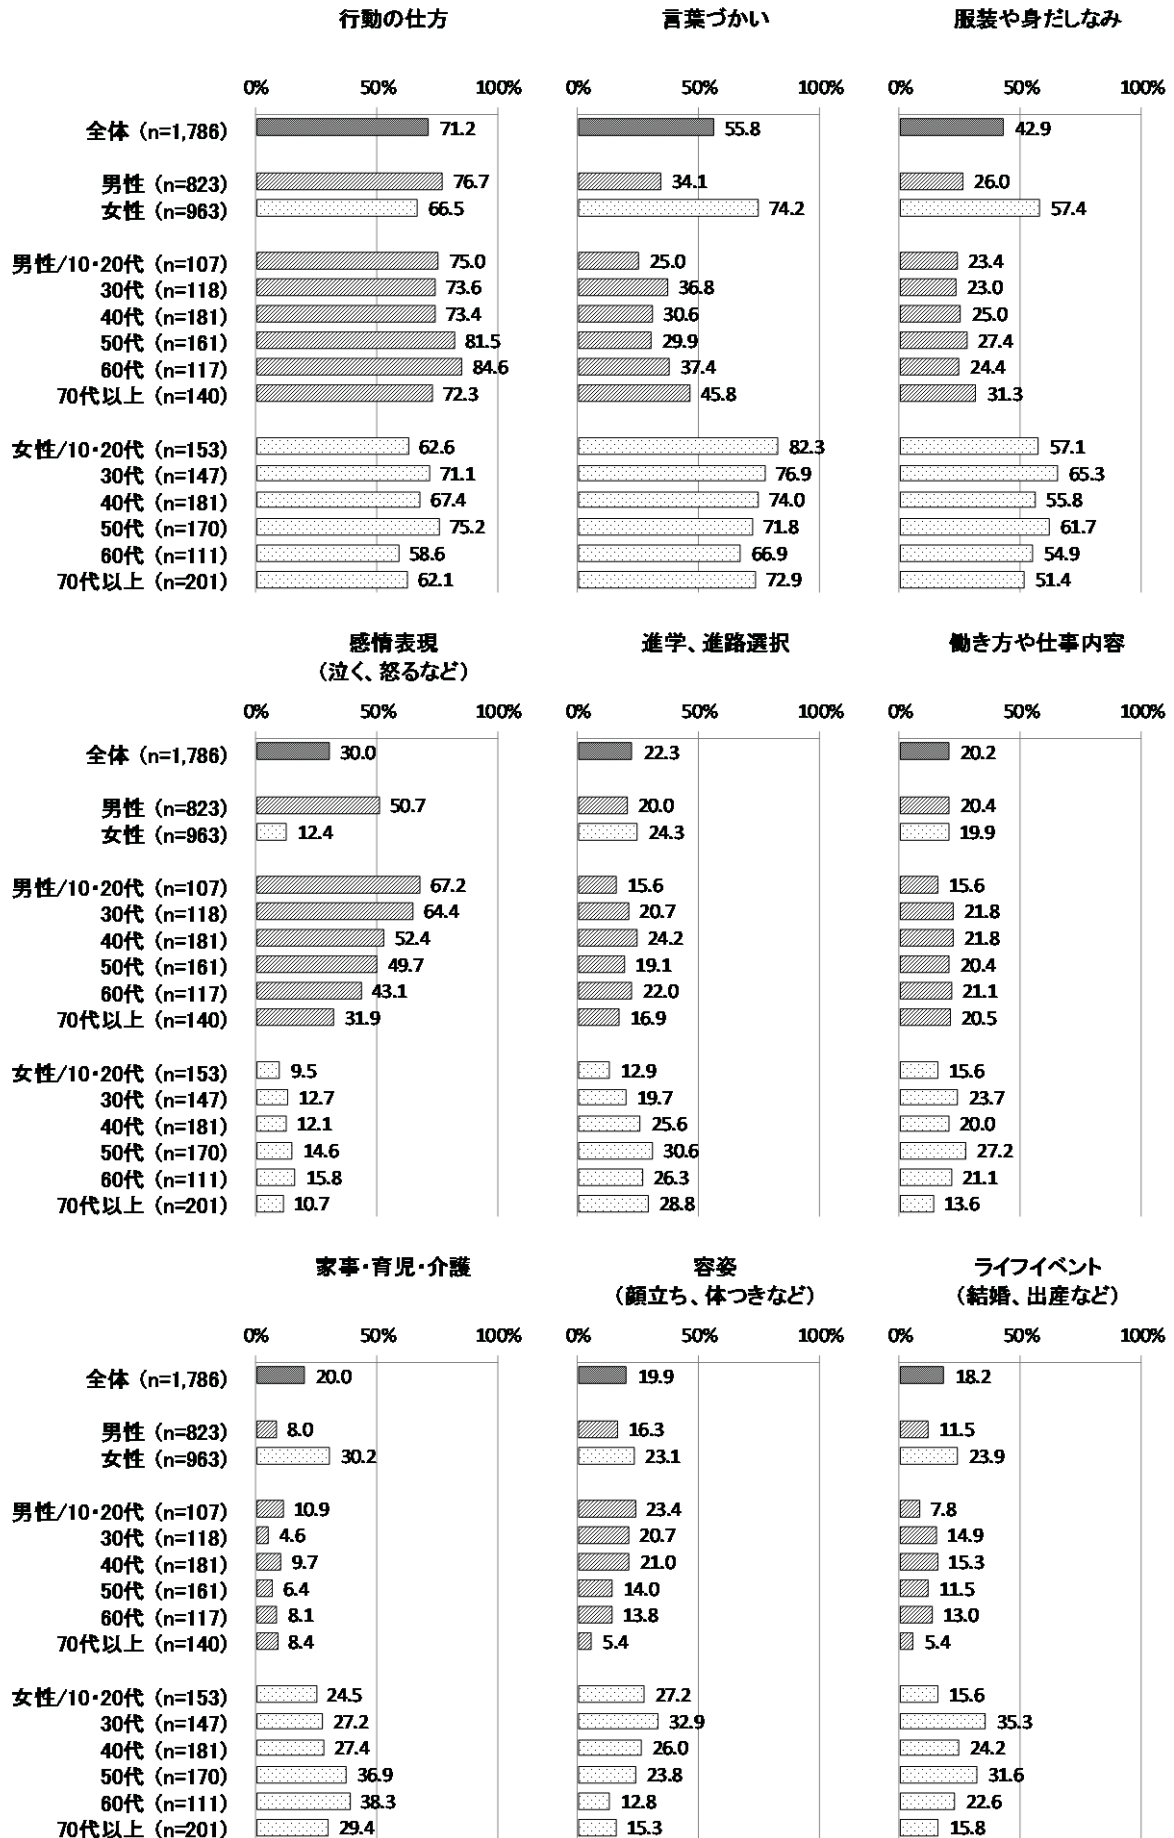 行動の仕方 言葉づかい 服装や身だしなみ
0% 50% 100% 0% 50% 100% 0% 50% 100%
全体 (n=1,786) 71.2 55.8 42.9
男性 (n=823) 76.7 34.1 26.0
女性 (n=963) 66.5 74.2 57.4
男性/10・20代 (n=107) 75.0 25.0 23.4
30代 (n=118) 73.6 36.8 23.0
40代 (n=181) 73.4 30.6 25.0
50代 (n=161) 81.5 29.9 27.4
60代 (n=117) 84.6 37.4 24.4
70代以上 (n=140) 72.3 45.8 31.3
女性/10・20代 (n=153) 62.6 82.3 57.1
30代 (n=147) 71.1 76.9 65.3
40代 (n=181) 67.4 74.0 55.8
50代 (n=170) 75.2 71.8 61.7
60代 (n=111) 58.6 66.9 54.9
70代以上 (n=201) 62.1 72.9 51.4
感情表現 進学、進路選択 働き方や仕事内容
（泣く、怒るなど）
0% 50% 100% 0% 50% 100% 0% 50% 100%
全体 (n=1,786) 30.0 22.3 20.2
男性 (n=823) 50.7 20.0 20.4
女性 (n=963) 12.4 24.3 19.9
男性/10・20代 (n=107) 67.2 15.6 15.6
30代 (n=118) 64.4 20.7 21.8
40代 (n=181) 52.4 24.2 21.8
50代 (n=161) 49.7 19.1 20.4
60代 (n=117) 43.1 22.0 21.1
70代以上 (n=140) 31.9 16.9 20.5
女性/10・20代 (n=153) 9.5 12.9 15.6
30代 (n=147) 12.7 19.7 23.7
40代 (n=181) 12.1 25.6 20.0
50代 (n=170) 14.6 30.6 27.2
60代 (n=111) 15.8 26.3 21.1
70代以上 (n=201) 10.7 28.8 13.6
家事・育児・介護 容姿 ライフイベント
（顔立ち、体つきなど） （結婚、出産など）
0% 50% 100% 0% 50% 100% 0% 50% 100%
全体 (n=1,786) 20.0 19.9 18.2
男性 (n=823) 8.0 16.3 11.5
女性 (n=963) 30.2 23.1 23.9
男性/10・20代 (n=107) 10.9 23.4 7.8
30代 (n=118) 4.6 20.7 14.9
40代 (n=181) 9.7 21.0 15.3
50代 (n=161) 6.4 14.0 11.5
60代 (n=117) 8.1 13.8 13.0
70代以上 (n=140) 8.4 5.4 5.4
女性/10・20代 (n=153) 24.5 27.2 15.6
30代 (n=147) 27.2 32.9 35.3
40代 (n=181) 27.4 26.0 24.2
50代 (n=170) 36.9 23.8 31.6
60代 (n=111) 38.3 12.8 22.6
70代以上 (n=201) 29.4 15.3 15.8